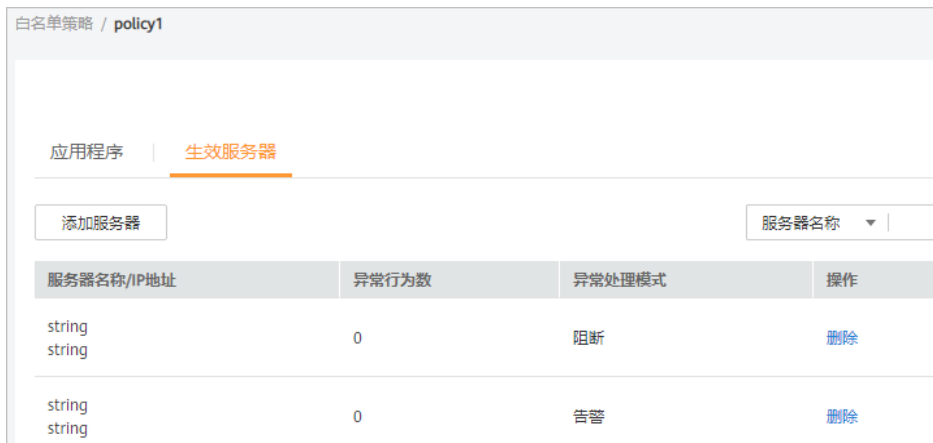 白名单策略 / policy1
应用程序 生效服务器
添加服务器 服务器名称
服务器名称/IP地址 异常行为数 异常处理模式 操作
string
string
0 阻断 删除
string
string
0 告警 删除